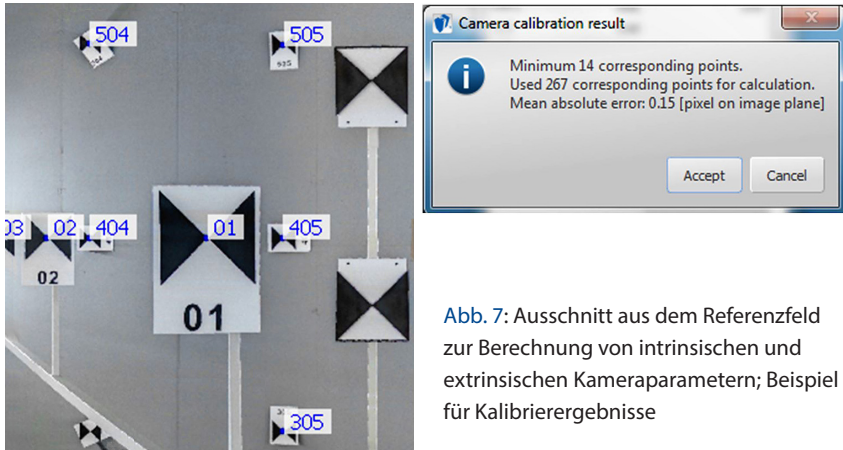 504
505
505
03
02
404
01
405
02
01
305
Camera calibration result
Minimum 14 corresponding points.
Used 267 corresponding points for calculation.
Mean absolute error: 0.15 [pixel on image plane]
Accept
Cancel
Abb. 7: Ausschnitt aus dem Referenzfeld
zur Berechnung von intrinsischen und
extrinsischen Kameraparametern; Beispiel
für Kalibrierergebnisse